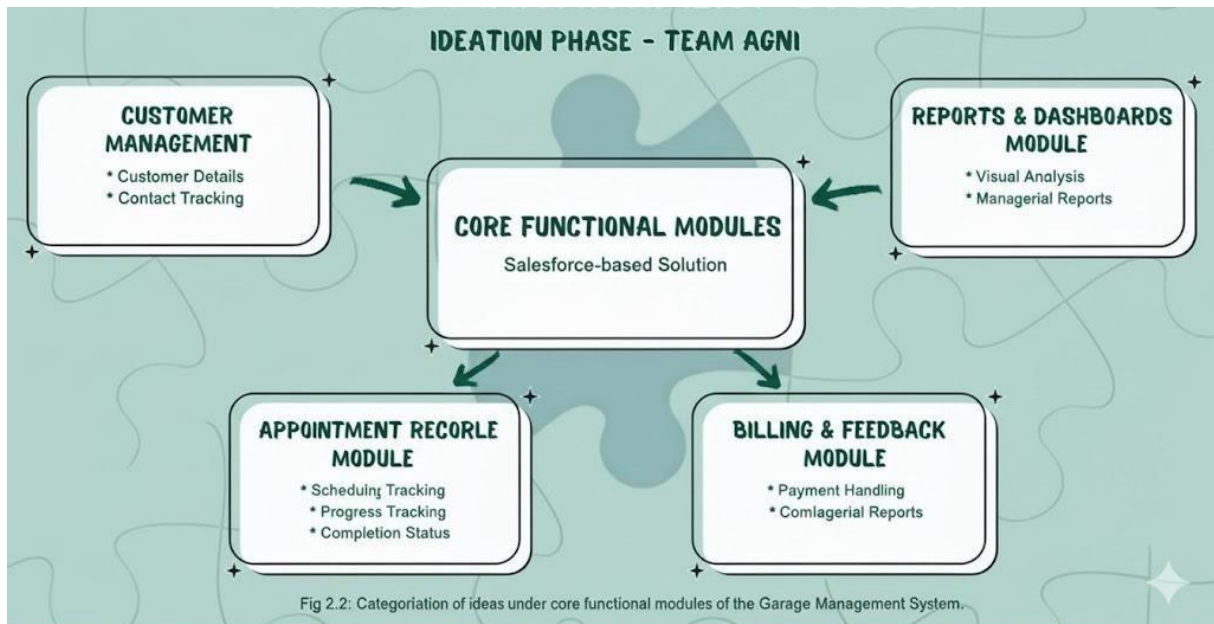 IDEATION PHASE - TEAM AGNI
CUSTOMER
MANAGEMENT
* Customer Details
* Contact Tracking
REPORTS & DASHBOARDS
MODULE
* Visual Analysis
* Managerial Reports
CORE FUNCTIONAL MODULES
Salesforce-based Solution
APPOINTMENT RECORLE
MODULE
* Scheduing Tracking
* Progress Tracking
* Completion Status
BILLING & FEEDBACK
MODULE
* Payment Handling
* Comlagerial Reports
Fig 2.2: Categoriation of ideas under core functional modules of the Garage Management System.